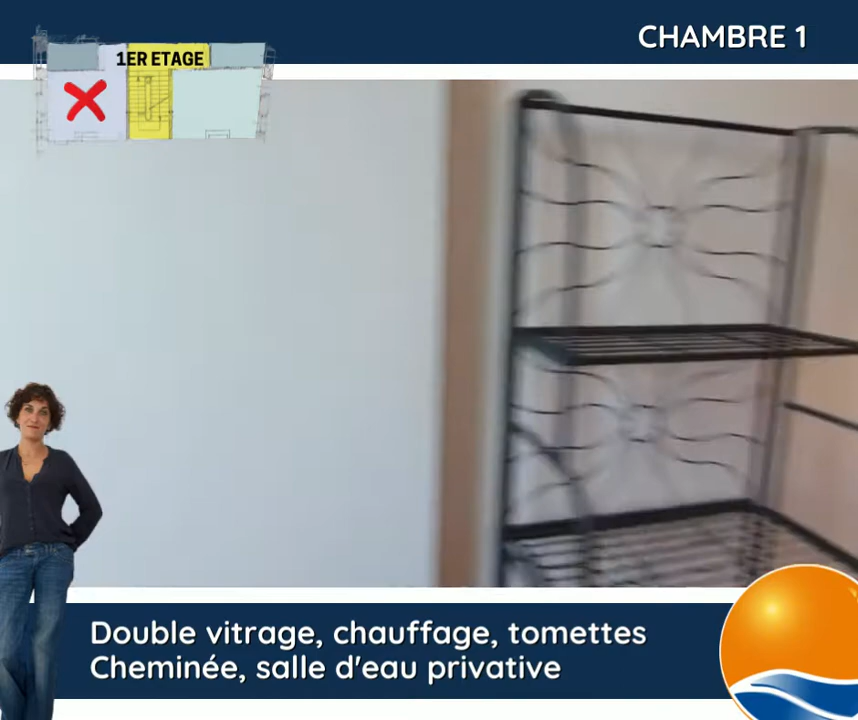 CHAMBRE 1
1ER ETAGE
Double vitrage, chauffage, tomettes
Cheminée, salle d'eau privative